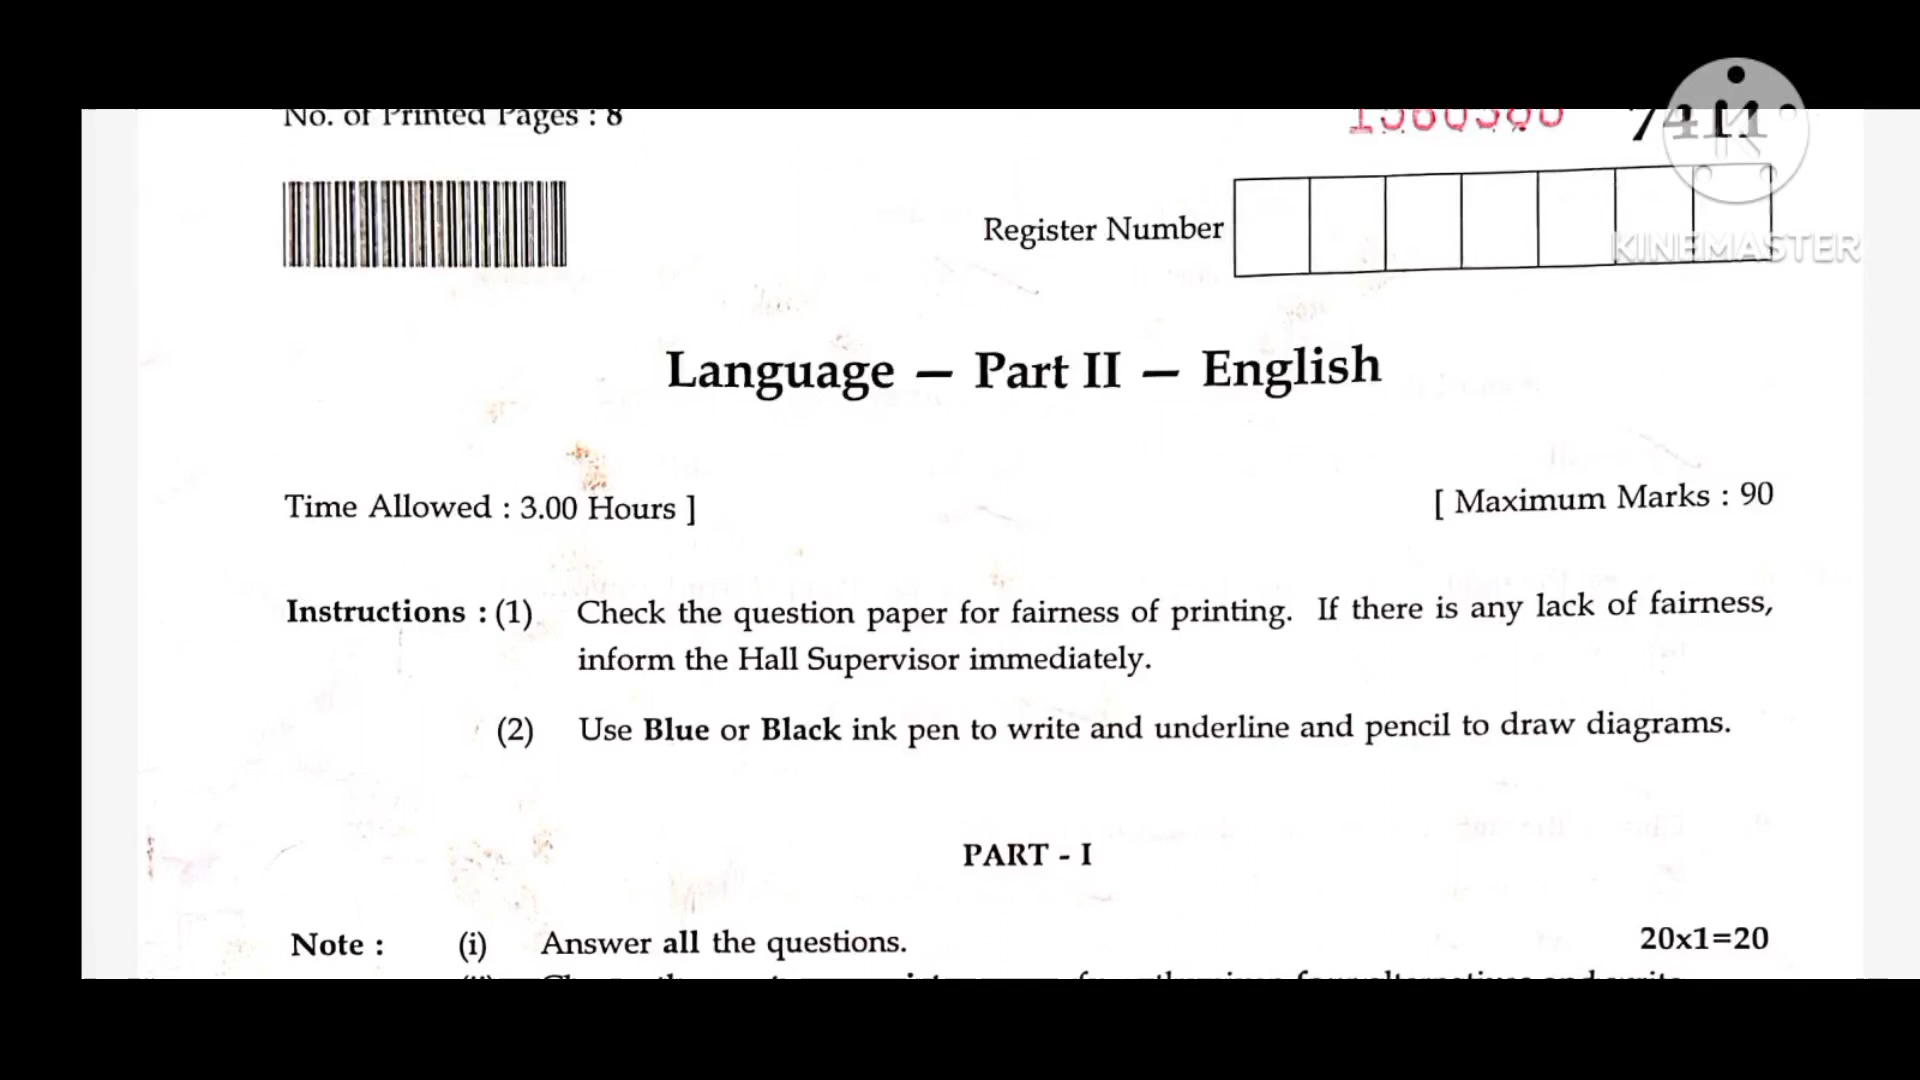 No. of Printed Pages : 8
Register Number
KINEMASTER
Language — Part II — English
Time Allowed : 3.00 Hours ] [ Maximum Marks : 90
Instructions : (1) Check the question paper for fairness of printing. If there is any lack of fairness,
inform the Hall Supervisor immediately.
(2) Use Blue or Black ink pen to write and underline and pencil to draw diagrams.
PART - I
Note : (i) Answer all the questions. 20x1=20